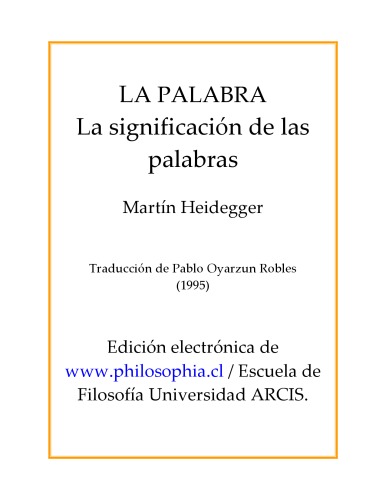 LA PALABRA
La significación de las
palabras
Martín Heidegger
Traducción de Pablo Oyarzun Robles
(1995)
Edición electrónica de
www.philosophia.cl / Escuela de
Filosofía Universidad ARCIS.